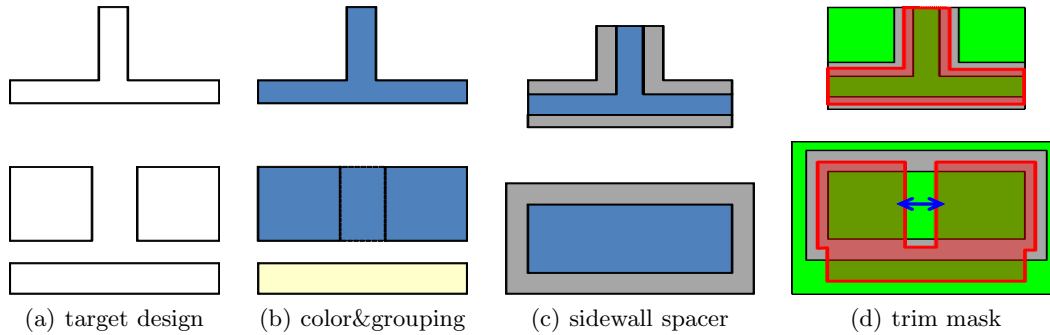 (a) target design
(b) color&grouping
(c) sidewall spacer
(d) trim mask